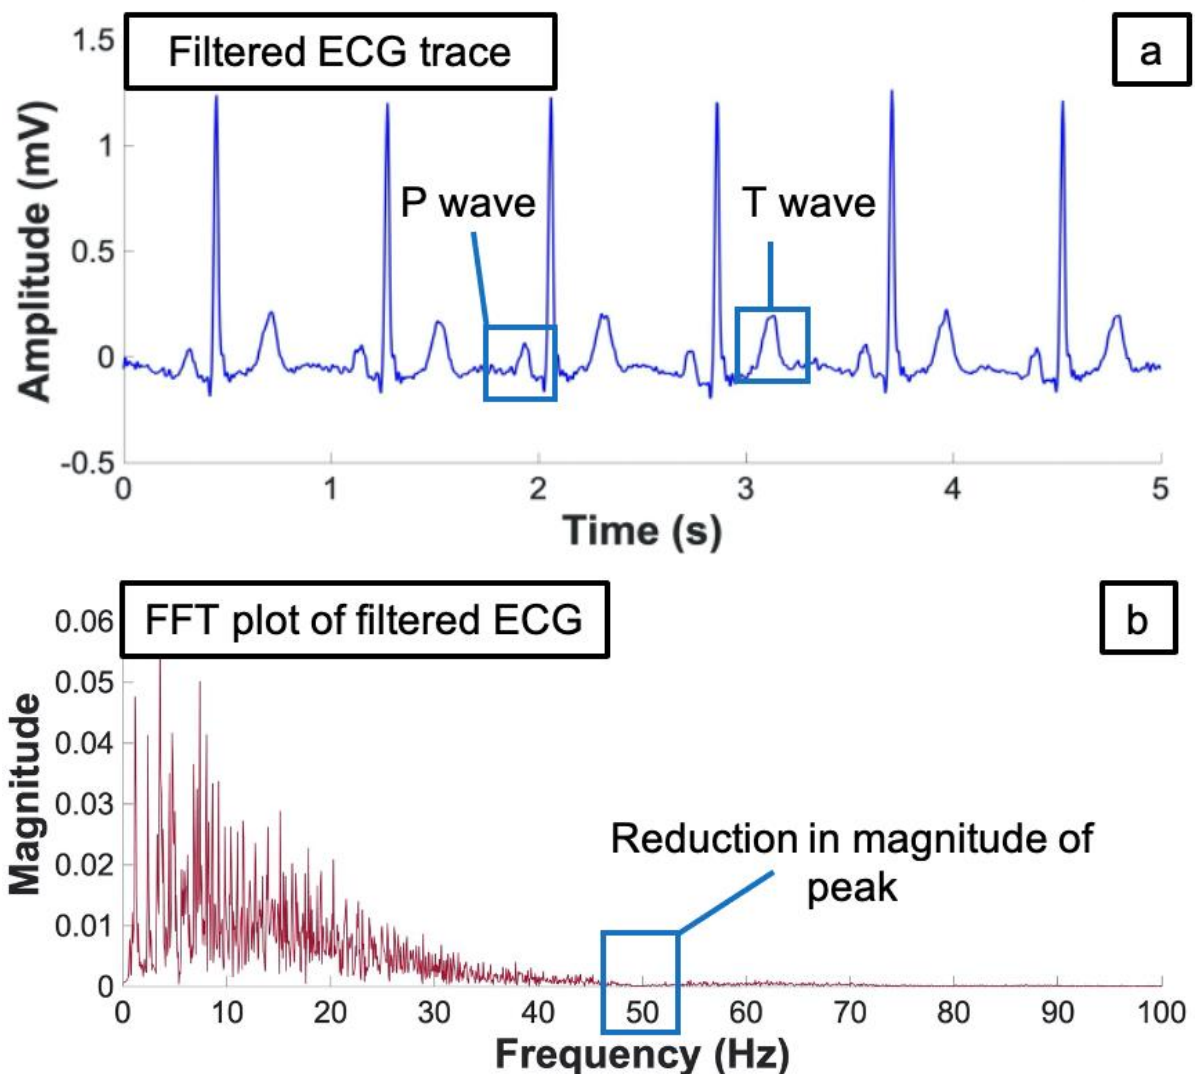 Filtered ECG trace
a
1.5
1
0.5
0
-0.5
Amplitude (mV)
P wave
T wave
0 1 2 3 4 5
Time (s)
FFT plot of filtered ECG
b
0.06
0.05
0.04
0.03
0.02
0.01
0
Magnitude
Reduction in magnitude of
peak
0 10 20 30 40 50 60 70 80 90 100
Frequency (Hz)